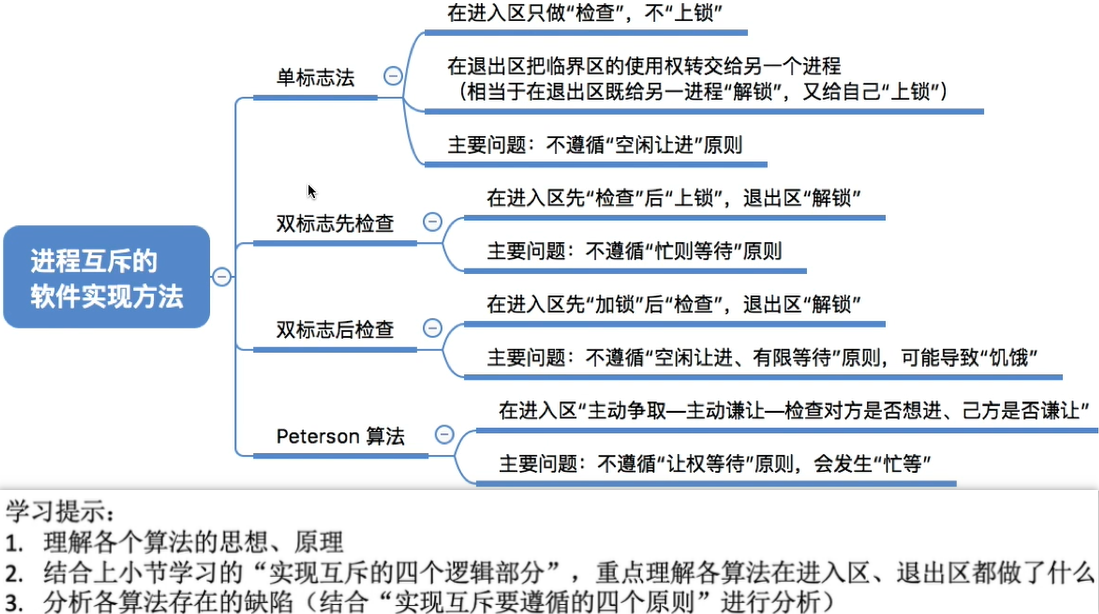 在进入区只做“检查”，不“上锁”
单标志法
在退出区把临界区的使用权转交给另一个进程
（相当于在退出区既给另一进程“解锁”，又给自己“上锁”）
主要问题：不遵循“空闲让进”原则
在进入区先“检查”后“上锁”，退出区“解锁”
双标志先检查
主要问题：不遵循“忙则等待”原则
进程互斥的
软件实现方法
在进入区先“加锁”后“检查”，退出区“解锁”
双标志后检查
主要问题：不遵循“空闲让进、有限等待”原则，可能导致“饥饿”
在进入区“主动争取—主动谦让—检查对方是否想进、己方是否谦让”
Peterson 算法
主要问题：不遵循“让权等待”原则，会发生“忙等”
学习提示：
1. 理解各个算法的思想、原理
2. 结合上小节学习的“实现互斥的四个逻辑部分”，重点理解各算法在进入区、退出区都做了什么
3. 分析各算法存在的缺陷（结合“实现互斥要遵循的四个原则”进行分析）